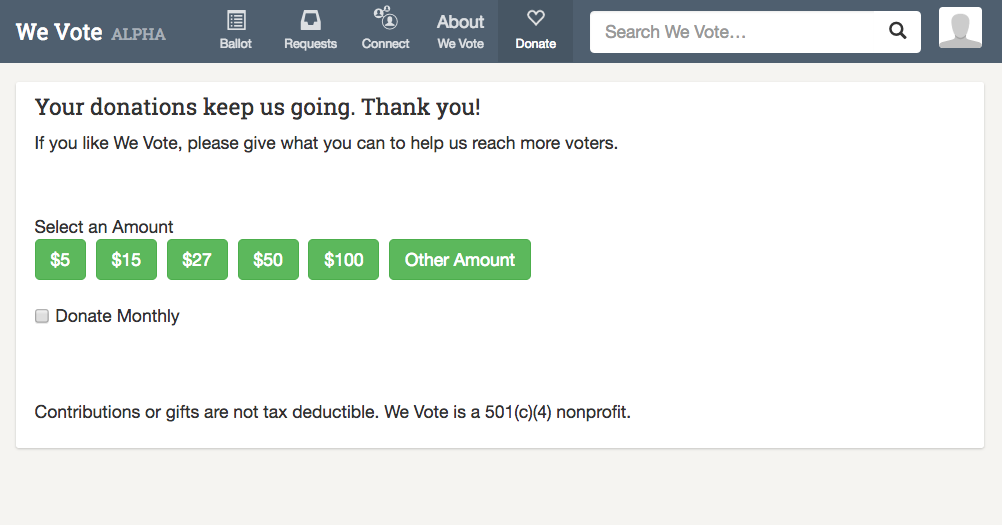 We Vote ALPHA
Ballot
Requests
Connect
About
We Vote
Donate
Search We Vote…
Your donations keep us going. Thank you!
If you like We Vote, please give what you can to help us reach more voters.
Select an Amount
$5 $15 $27 $50 $100 Other Amount
Donate Monthly
Contributions or gifts are not tax deductible. We Vote is a 501(c)(4) nonprofit.